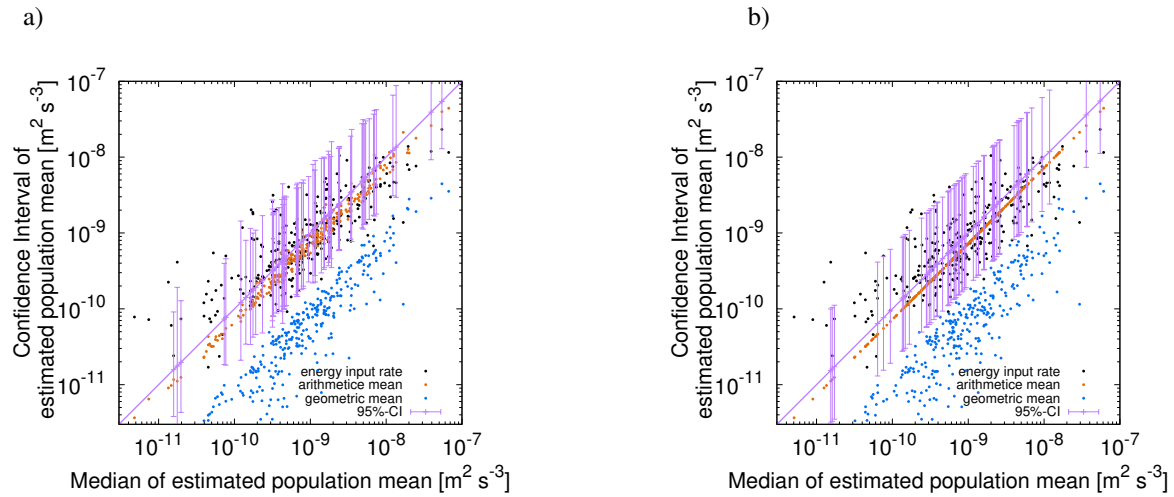 a)
10⁻⁷
10⁻⁸
10⁻⁹
10⁻¹⁰
10⁻¹¹
Confidence Interval of
estimated population mean [m² s⁻³]
energy input rate
arithmetice mean
geometric mean
95%-CI
10⁻¹¹ 10⁻¹⁰ 10⁻⁹ 10⁻⁸ 10⁻⁷
Median of estimated population mean [m² s⁻³]
b)
10⁻⁷
10⁻⁸
10⁻⁹
10⁻¹⁰
10⁻¹¹
Confidence Interval of
estimated population mean [m² s⁻³]
energy input rate
arithmetice mean
geometric mean
95%-CI
10⁻¹¹ 10⁻¹⁰ 10⁻⁹ 10⁻⁸ 10⁻⁷
Median of estimated population mean [m² s⁻³]